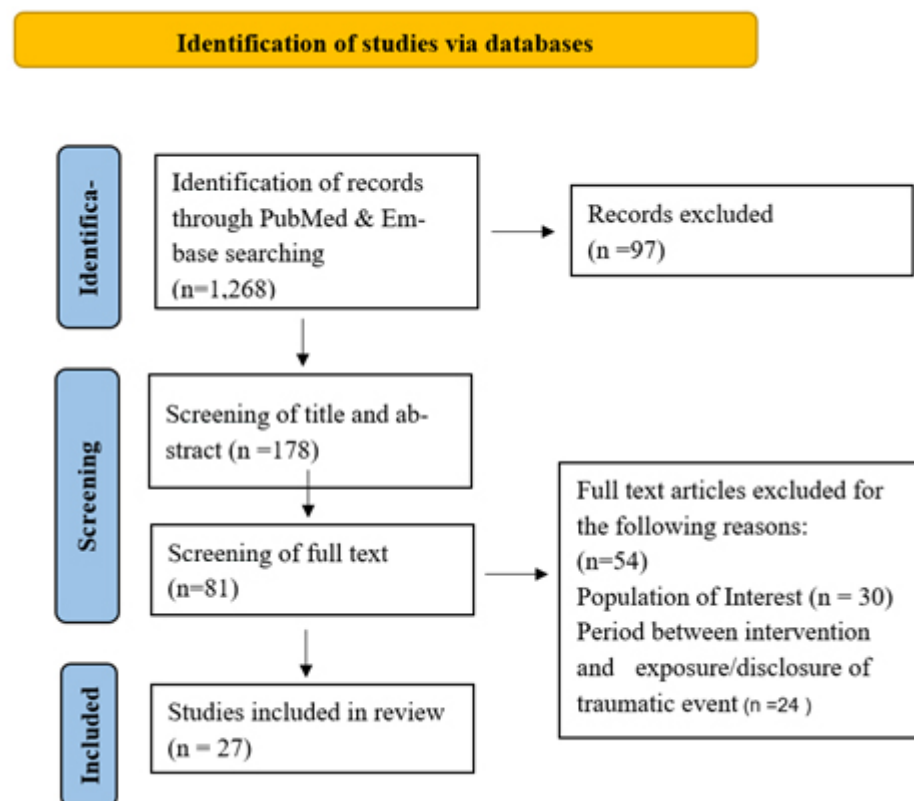 Identification of studies via databases
Identifica-
Identification of records
through PubMed & Em-
base searching
(n=1,268)
Records excluded
(n =97)
Screening
Screening of title and ab-
stract (n =178)
Screening of full text
(n=81)
Full text articles excluded for
the following reasons:
(n=54)
Population of Interest (n = 30)
Period between intervention
and exposure/disclosure of
traumatic event (n =24 )
Included
Studies included in review
(n = 27)